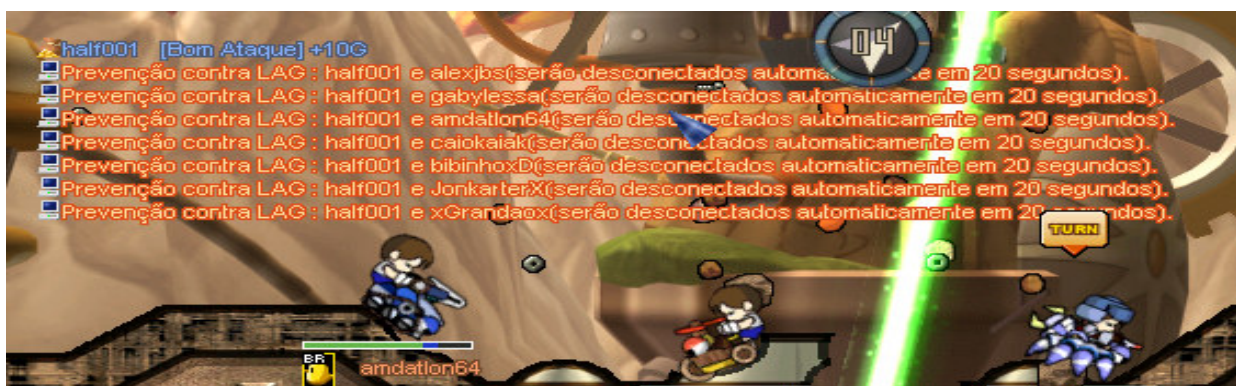 half001 [Bom Ataque] +10G
04
Prevenção contra LAG : half001 e alexjbs(serão desconectados automaticamente em 20 segundos).
Prevenção contra LAG : half001 e gabylessa(serão desconectados automaticamente em 20 segundos).
Prevenção contra LAG : half001 e amdatlon64(serão desconectados automaticamente em 20 segundos).
Prevenção contra LAG : half001 e caiokaiak(serão desconectados automaticamente em 20 segundos).
Prevenção contra LAG : half001 e bibinhoxD(serão desconectados automaticamente em 20 segundos).
Prevenção contra LAG : half001 e JonkarterX(serão desconectados automaticamente em 20 segundos).
Prevenção contra LAG : half001 e xGrandaox(serão desconectados automaticamente em 20 segundos).
TURN
BR
amdatlon64